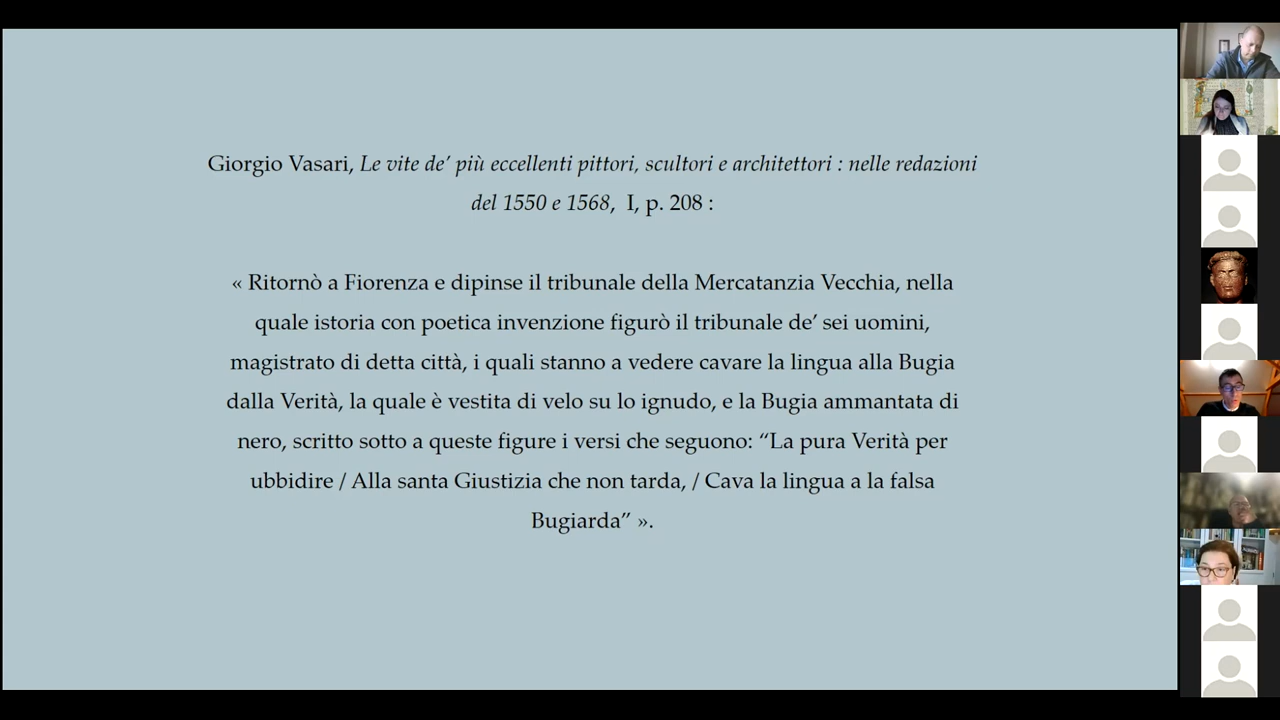 Giorgio Vasari, Le vite de’ più eccellenti pittori, scultori e architettori : nelle redazioni
del 1550 e 1568, I, p. 208 :
« Ritornò a Fiorenza e dipinse il tribunale della Mercatanzia Vecchia, nella
quale istoria con poetica invenzione figurò il tribunale de’ sei uomini,
magistrato di detta città, i quali stanno a vedere cavare la lingua alla Bugia
dalla Verità, la quale è vestita di velo su lo ignudo, e la Bugia ammantata di
nero, scritto sotto a queste figure i versi che seguono: “La pura Verità per
ubbidire / Alla santa Giustizia che non tarda, / Cava la lingua a la falsa
Bugiarda” ».